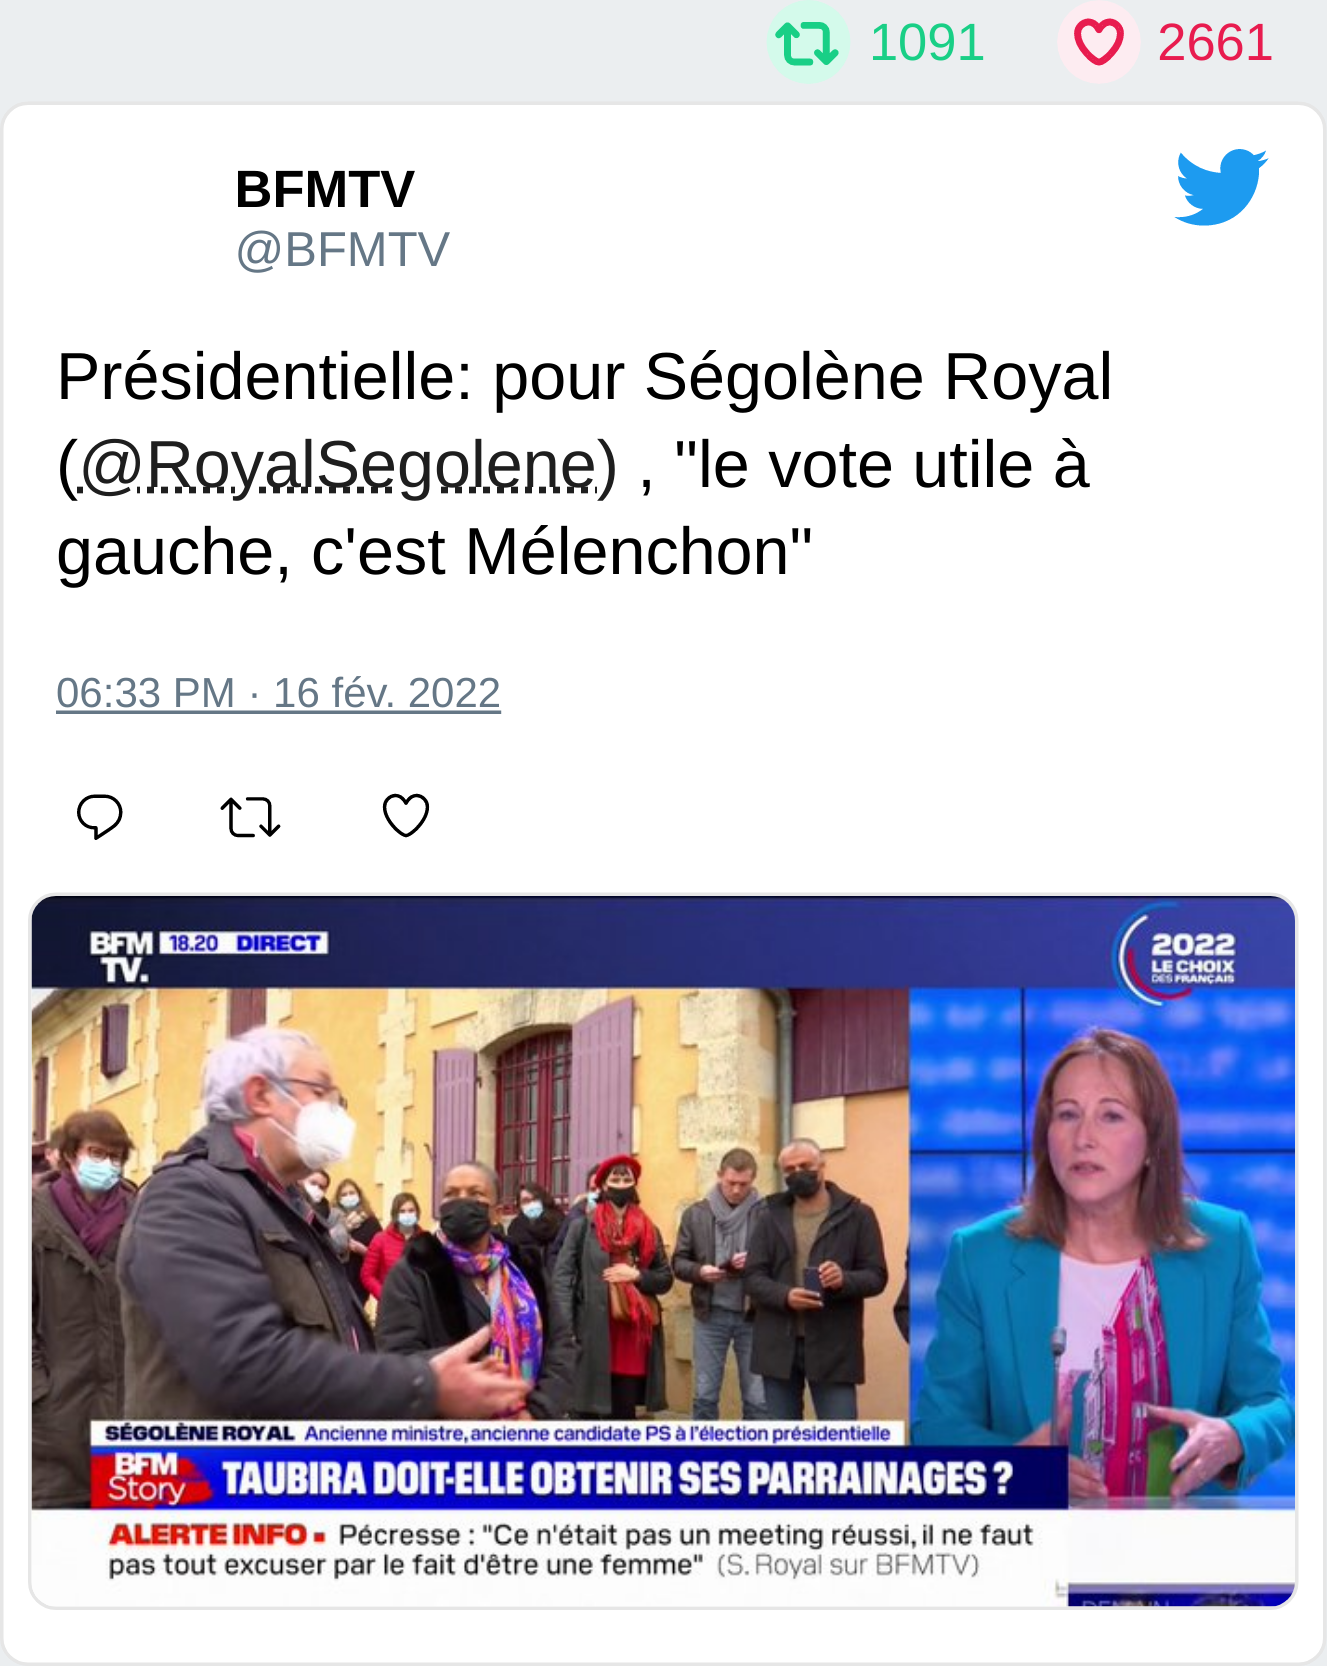 1091 2661
BFMTV
@BFMTV
Présidentielle: pour Ségolène Royal
(@RoyalSegolene) , "le vote utile à
gauche, c'est Mélenchon"
06:33 PM · 16 fév. 2022
BFM 18.20 DIRECT
TV.
2022
LE CHOIX
DES FRANÇAIS
SÉGOLÈNE ROYAL Ancienne ministre, ancienne candidate PS à l'élection présidentielle
BFM
Story
TAUBIRA DOIT-ELLE OBTENIR SES PARRAINAGES ?
ALERTE INFO ▪ Pécresse : "Ce n'était pas un meeting réussi, il ne faut
pas tout excuser par le fait d'être une femme" (S. Royal sur BFMTV)